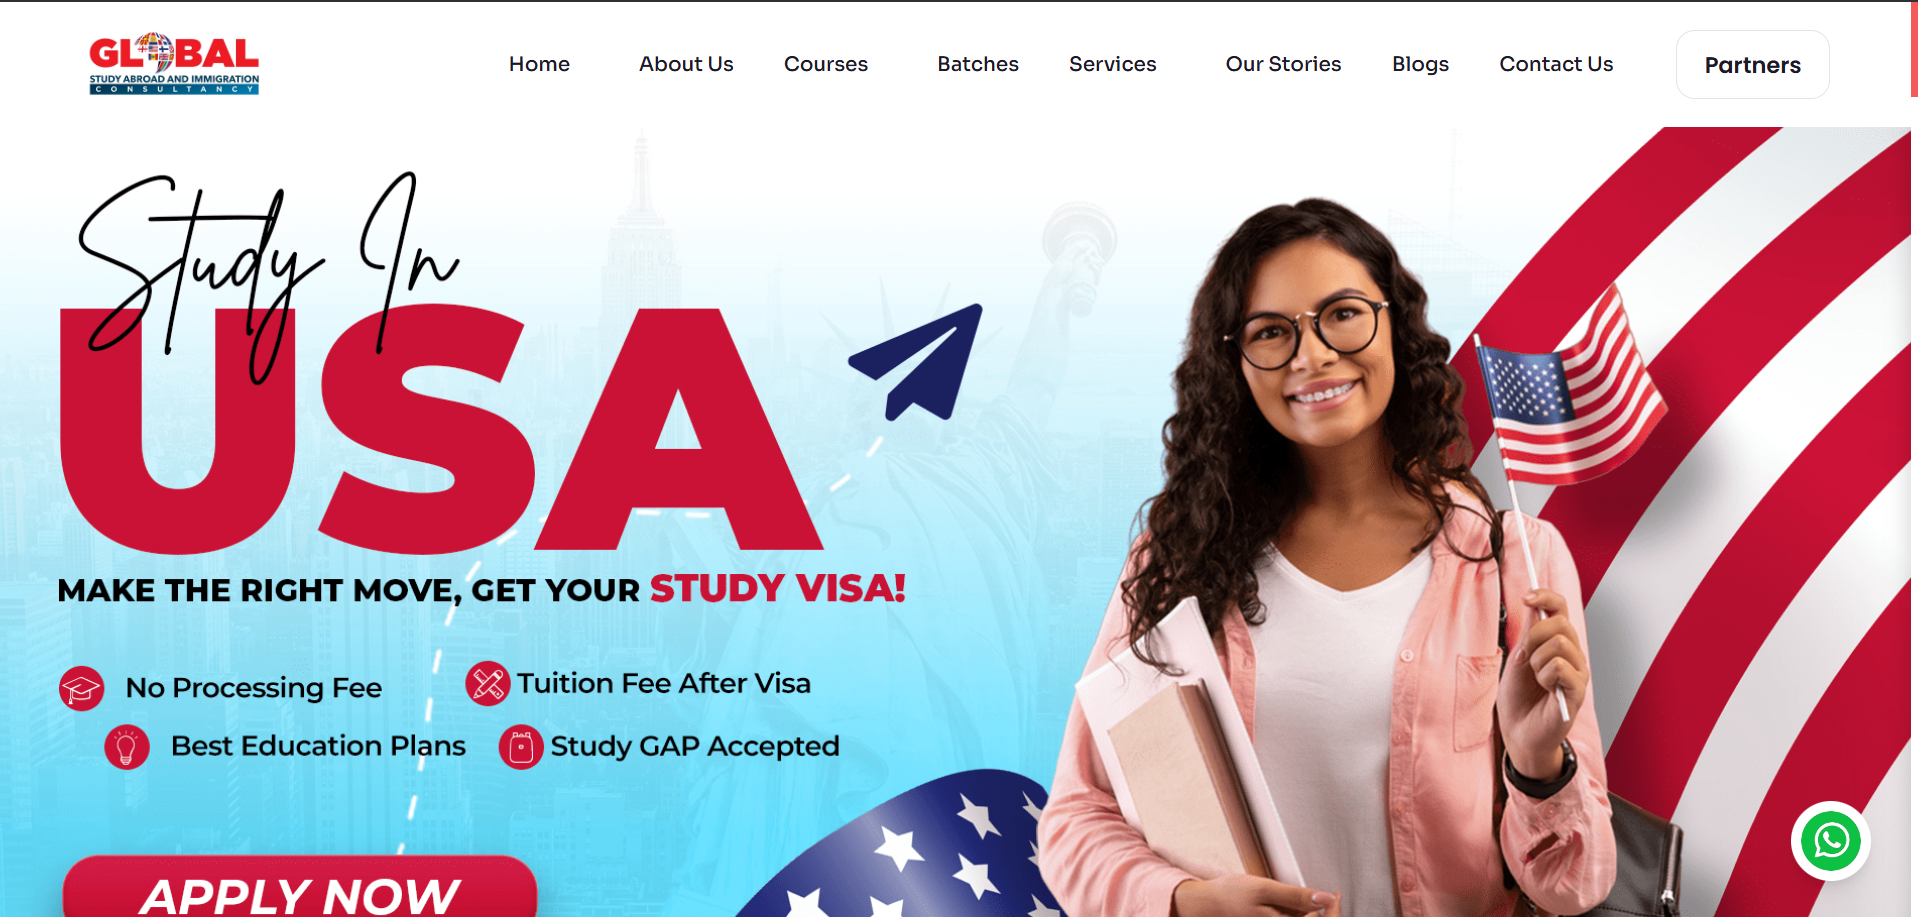 GLOBAL
STUDY ABROAD AND IMMIGRATION
CONSULTANCY
Home About Us Courses Batches Services Our Stories Blogs Contact Us Partners
Study In
USA
MAKE THE RIGHT MOVE, GET YOUR STUDY VISA!
No Processing Fee Tuition Fee After Visa
Best Education Plans Study GAP Accepted
APPLY NOW